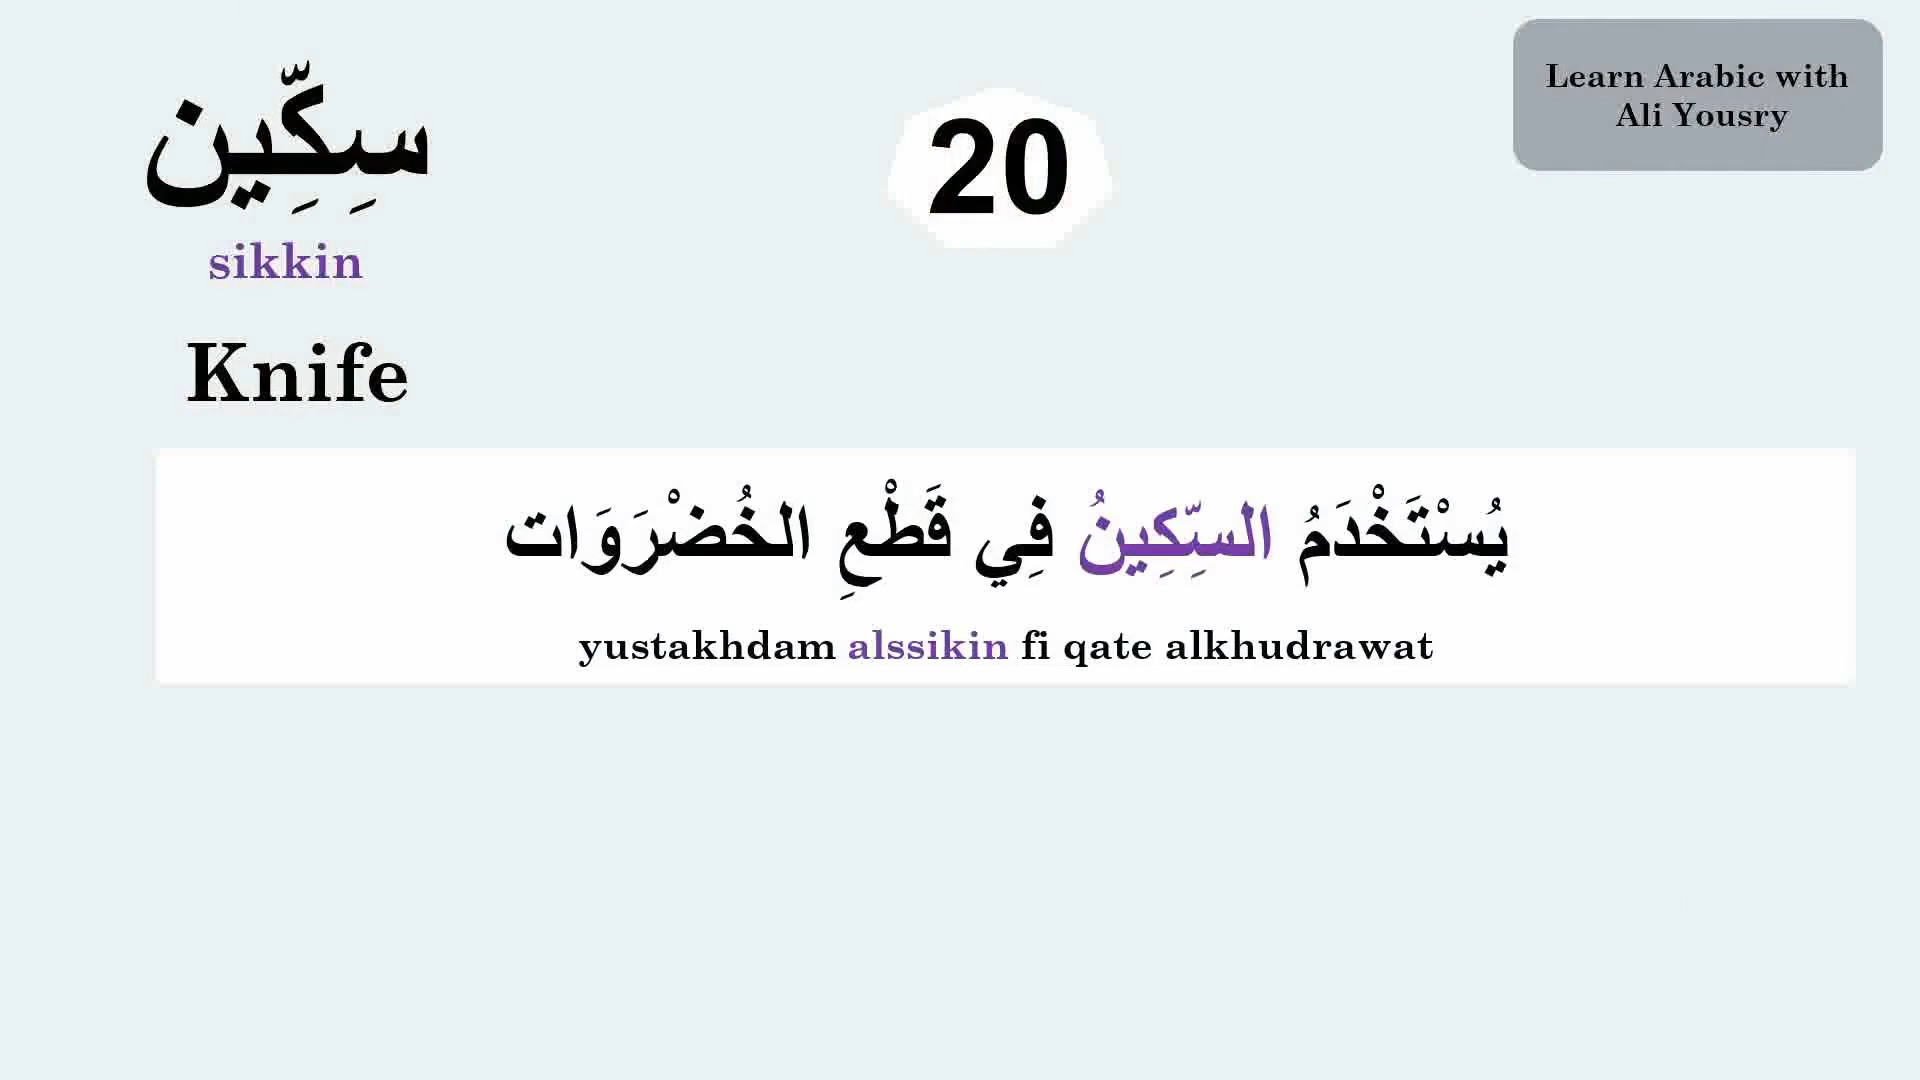 سِكِّين
sikkin
Knife
20
Learn Arabic with
Ali Yousry
يُسْتَخْدَمُ السِّكِينُ فِي قَطْعِ الخُضْرَوَات
yustakhdam alssikin fi qate alkhudrawat